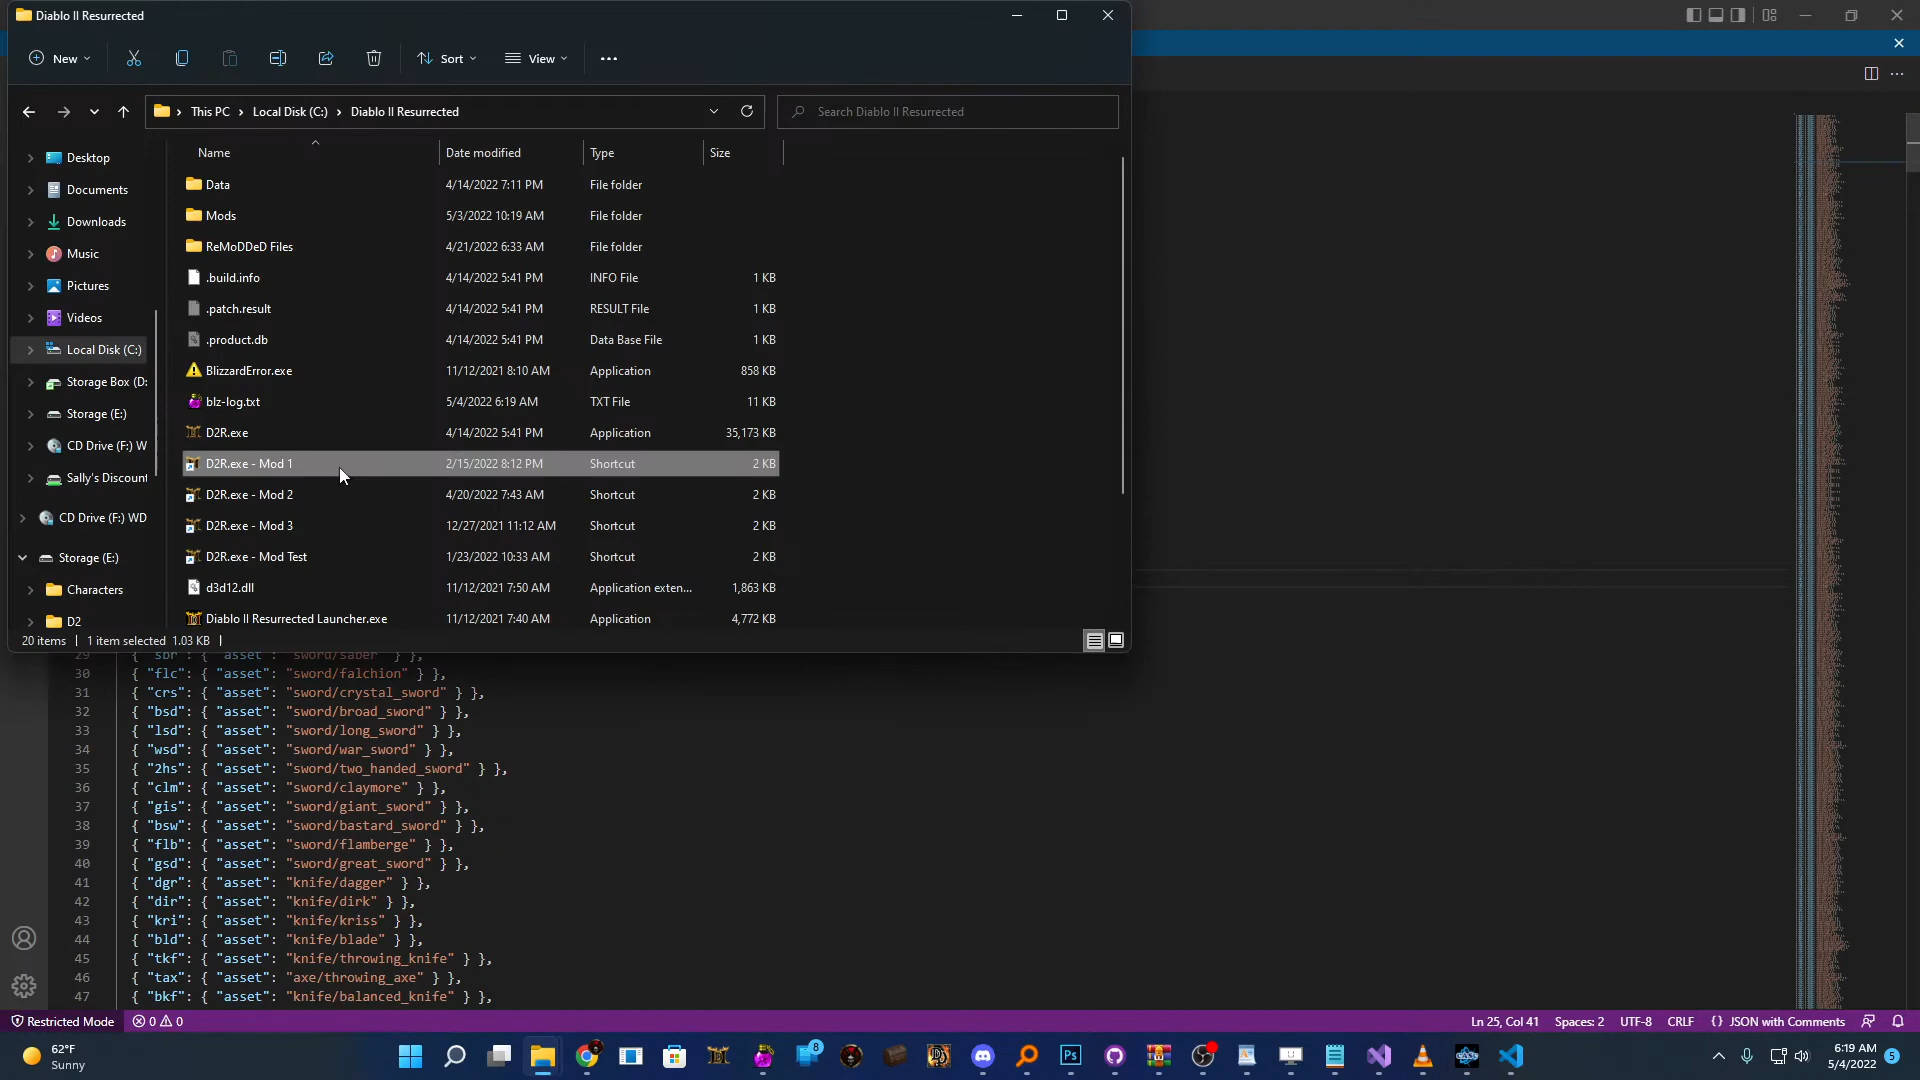 Diablo II Resurrected
New
Sort
View
This PC
Local Disk (C:)
Diablo II Resurrected
Search Diablo II Resurrected
Name Date modified Type Size
Desktop
Documents
Downloads
Music
Pictures
Videos
Local Disk (C:)
Storage Box (D:
Storage (E:)
CD Drive (F:) W
Sally's Discount
CD Drive (F:) WD
Storage (E:)
Characters
D2
Data 4/14/2022 7:11 PM File folder
Mods 5/3/2022 10:19 AM File folder
ReMoDDeD Files 4/21/2022 6:33 AM File folder
.build.info 4/14/2022 5:41 PM INFO File 1 KB
.patch.result 4/14/2022 5:41 PM RESULT File 1 KB
.product.db 4/14/2022 5:41 PM Data Base File 1 KB
BlizzardError.exe 11/12/2021 8:10 AM Application 858 KB
blz-log.txt 5/4/2022 6:19 AM TXT File 11 KB
D2R.exe 4/14/2022 5:41 PM Application 35,173 KB
D2R.exe - Mod 1 2/15/2022 8:12 PM Shortcut 2 KB
D2R.exe - Mod 2 4/20/2022 7:43 AM Shortcut 2 KB
D2R.exe - Mod 3 12/27/2021 11:12 AM Shortcut 2 KB
D2R.exe - Mod Test 1/23/2022 10:33 AM Shortcut 2 KB
d3d12.dll 11/12/2021 7:50 AM Application exten... 1,863 KB
Diablo II Resurrected Launcher.exe 11/12/2021 7:40 AM Application 4,772 KB
20 items 1 item selected 1.03 KB
29 { "sbr": { "asset": "sword/saber" } },
30 { "flc": { "asset": "sword/falchion" } },
31 { "crs": { "asset": "sword/crystal_sword" } },
32 { "bsd": { "asset": "sword/broad_sword" } },
33 { "lsd": { "asset": "sword/long_sword" } },
34 { "wsd": { "asset": "sword/war_sword" } },
35 { "2hs": { "asset": "sword/two_handed_sword" } },
36 { "clm": { "asset": "sword/claymore" } },
37 { "gis": { "asset": "sword/giant_sword" } },
38 { "bsw": { "asset": "sword/bastard_sword" } },
39 { "flb": { "asset": "sword/flamberge" } },
40 { "gsd": { "asset": "sword/great_sword" } },
41 { "dgr": { "asset": "knife/dagger" } },
42 { "dir": { "asset": "knife/dirk" } },
43 { "kri": { "asset": "knife/kriss" } },
44 { "bld": { "asset": "knife/blade" } },
45 { "tkf": { "asset": "knife/throwing_knife" } },
46 { "tax": { "asset": "axe/throwing_axe" } },
47 { "bkf": { "asset": "knife/balanced_knife" } },
Restricted Mode 0 0 Ln 25, Col 41 Spaces: 2 UTF-8 CRLF {} JSON with Comments
62°F
Sunny
8
Ps
6:19 AM
5/4/2022
5